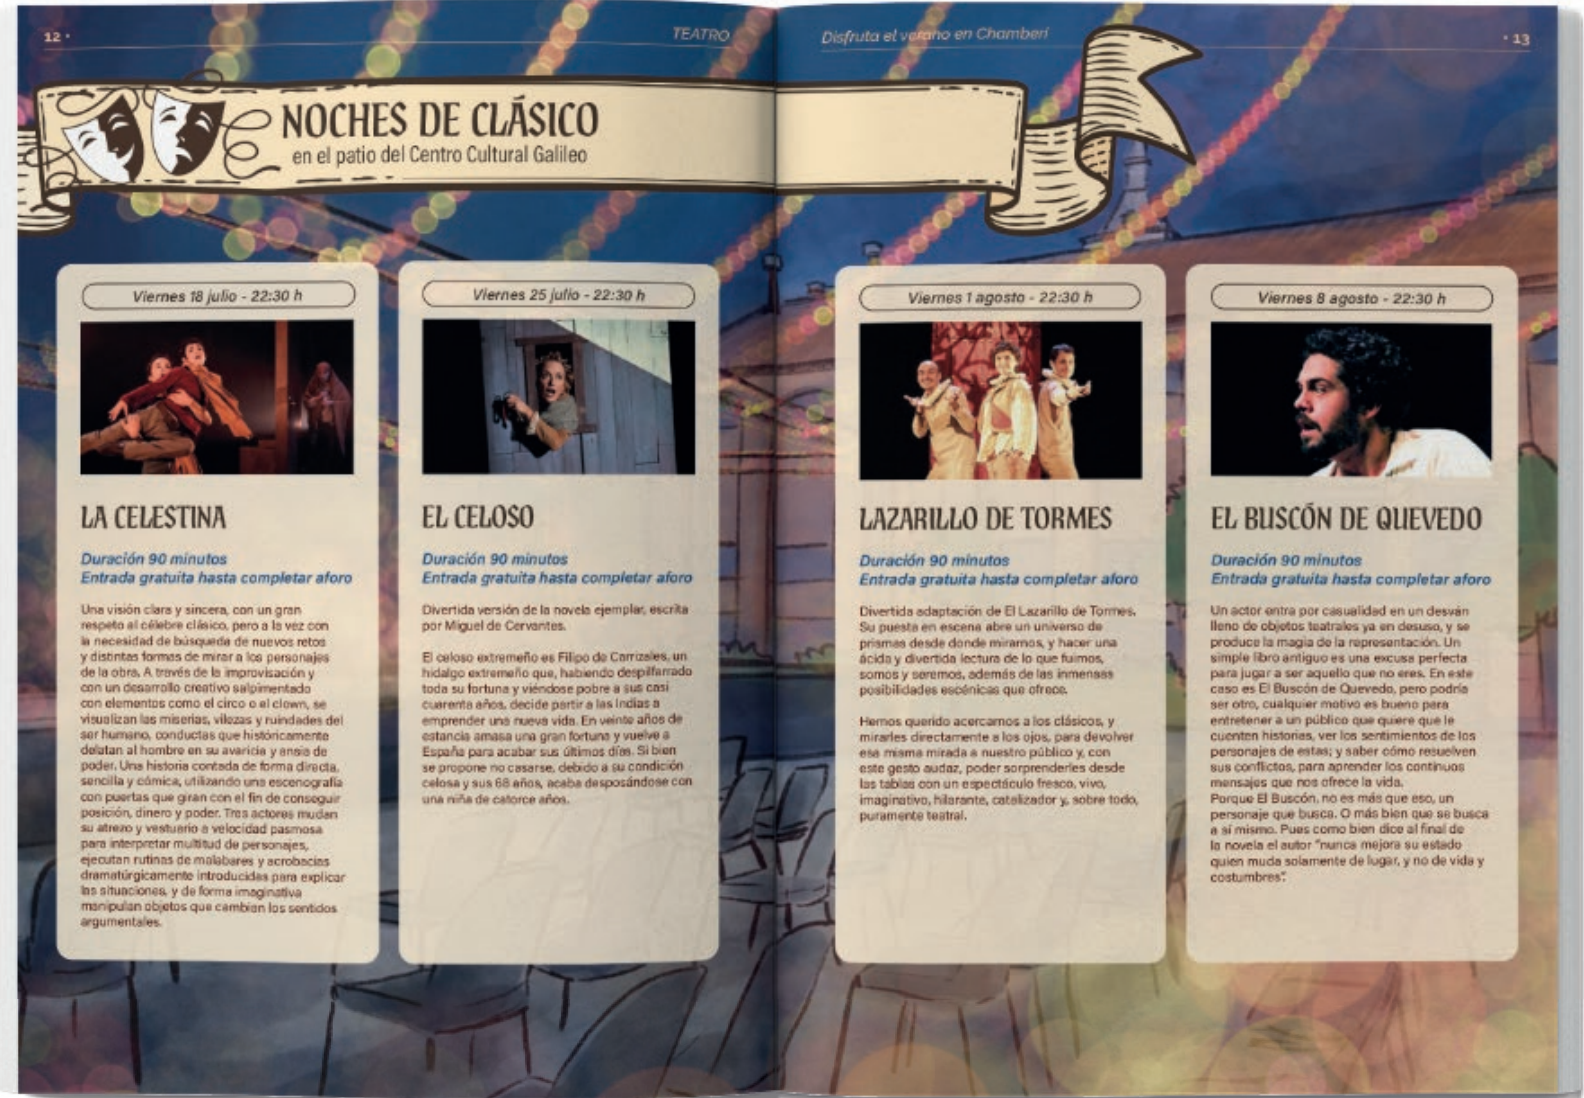 12 •
TEATRO
Disfruta el verano en Chamberí
• 13
NOCHES DE CLÁSICO
en el patio del Centro Cultural Galileo
Viernes 18 julio - 22:30 h
LA CELESTINA
Duración 90 minutos
Entrada gratuita hasta completar aforo
Una visión clara y sincera, con un gran
respeto al célebre clásico, pero a la vez con
la necesidad de búsqueda de nuevos retos
y distintas formas de mirar a los personajes
de la obra. A través de la improvisación y
con un desarrollo creativo salpimentado
con elementos como el circo o el clown, se
visualizan las miserias, vilezas y ruindades del
ser humano, conductas que históricamente
delatan al hombre en su avaricia y ansia de
poder. Una historia contada de forma directa,
sencilla y cómica, utilizando una escenografía
con puertas que giran con el fin de conseguir
posición, dinero y poder. Tres actores mudan
su atrezo y vestuario a velocidad pasmosa
para interpretar multitud de personajes,
ejecutan rutinas de malabares y acrobacias
dramatúrgicamente introducidas para explicar
las situaciones, y de forma imaginativa
manipulan objetos que cambian los sentidos
argumentales.
Viernes 25 julio - 22:30 h
EL CELOSO
Duración 90 minutos
Entrada gratuita hasta completar aforo
Divertida versión de la novela ejemplar, escrita
por Miguel de Cervantes.
El celoso extremeño es Filipo de Carrizales, un
hidalgo extremeño que, habiendo despilfarrado
toda su fortuna y viéndose pobre a sus casi
cuarenta años, decide partir a las Indias a
emprender una nueva vida. En veinte años de
estancia amasa una gran fortuna y vuelve a
España para acabar sus últimos días. Si bien
se propone no casarse, debido a su condición
celosa y sus 68 años, acaba desposándose con
una niña de catorce años.
Viernes 1 agosto - 22:30 h
LAZARILLO DE TORMES
Duración 90 minutos
Entrada gratuita hasta completar aforo
Divertida adaptación de El Lazarillo de Tormes.
Su puesta en escena abre un universo de
prismas desde donde mirarnos, y hacer una
ácida y divertida lectura de lo que fuimos,
somos y seremos, además de las inmensas
posibilidades escénicas que ofrece.
Hemos querido acercarnos a los clásicos, y
mirarles directamente a los ojos, para devolver
esa misma mirada a nuestro público y, con
este gesto audaz, poder sorprenderles desde
las tablas con un espectáculo fresco, vivo,
imaginativo, hilarante, catalizador y, sobre todo,
puramente teatral.
Viernes 8 agosto - 22:30 h
EL BUSCÓN DE QUEVEDO
Duración 90 minutos
Entrada gratuita hasta completar aforo
Un actor entra por casualidad en un desván
lleno de objetos teatrales ya en desuso, y se
produce la magia de la representación. Un
simple libro antiguo es una excusa perfecta
para jugar a ser aquello que no eres. En este
caso es El Buscón de Quevedo, pero podría
ser otro, cualquier motivo es bueno para
entretener a un público que quiere que le
cuenten historias, ver los sentimientos de los
personajes de estas; y saber cómo resuelven
sus conflictos, para aprender los continuos
mensajes que nos ofrece la vida.
Porque El Buscón, no es más que eso, un
personaje que busca. O más bien que se busca
a sí mismo. Pues como bien dice al final de
la novela el autor "nunca mejora su estado
quien muda solamente de lugar, y no de vida y
costumbres".